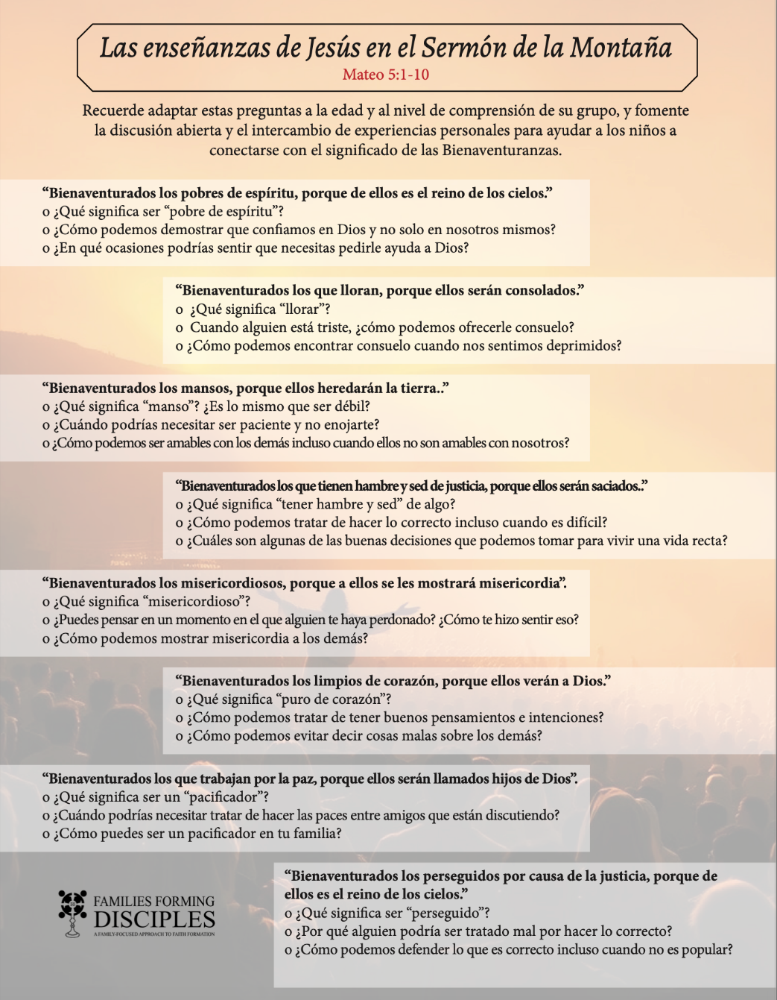 Las enseñanzas de Jesús en el Sermón de la Montaña
Mateo 5:1-10
Recuerde adaptar estas preguntas a la edad y al nivel de comprensión de su grupo, y fomente
la discusión abierta y el intercambio de experiencias personales para ayudar a los niños a
conectarse con el significado de las Bienaventuranzas.
“Bienaventurados los pobres de espíritu, porque de ellos es el reino de los cielos.”
o ¿Qué significa ser “pobre de espíritu”?
o ¿Cómo podemos demostrar que confiamos en Dios y no solo en nosotros mismos?
o ¿En qué ocasiones podrías sentir que necesitas pedirle ayuda a Dios?
“Bienaventurados los que lloran, porque ellos serán consolados.”
o ¿Qué significa “llorar”?
o Cuando alguien está triste, ¿cómo podemos ofrecerle consuelo?
o ¿Cómo podemos encontrar consuelo cuando nos sentimos deprimidos?
“Bienaventurados los mansos, porque ellos heredarán la tierra..”
o ¿Qué significa “manso”? ¿Es lo mismo que ser débil?
o ¿Cuándo podrías necesitar ser paciente y no enojarte?
o ¿Cómo podemos ser amables con los demás incluso cuando ellos no son amables con nosotros?
“Bienaventurados los que tienen hambre y sed de justicia, porque ellos serán saciados..”
o ¿Qué significa “tener hambre y sed” de algo?
o ¿Cómo podemos tratar de hacer lo correcto incluso cuando es difícil?
o ¿Cuáles son algunas de las buenas decisiones que podemos tomar para vivir una vida recta?
“Bienaventurados los misericordiosos, porque a ellos se les mostrará misericordia”.
o ¿Qué significa “misericordioso”?
o ¿Puedes pensar en un momento en el que alguien te haya perdonado? ¿Cómo te hizo sentir eso?
o ¿Cómo podemos mostrar misericordia a los demás?
“Bienaventurados los limpios de corazón, porque ellos verán a Dios.”
o ¿Qué significa “puro de corazón”?
o ¿Cómo podemos tratar de tener buenos pensamientos e intenciones?
o ¿Cómo podemos evitar decir cosas malas sobre los demás?
“Bienaventurados los que trabajan por la paz, porque ellos serán llamados hijos de Dios”.
o ¿Qué significa ser un “pacificador”?
o ¿Cuándo podrías necesitar tratar de hacer las paces entre amigos que están discutiendo?
o ¿Cómo puedes ser un pacificador en tu familia?
“Bienaventurados los perseguidos por causa de la justicia, porque de
ellos es el reino de los cielos.”
o ¿Qué significa ser “perseguido”?
o ¿Por qué alguien podría ser tratado mal por hacer lo correcto?
o ¿Cómo podemos defender lo que es correcto incluso cuando no es popular?
FAMILIES FORMING
DISCIPLES
A FAMILY-FOCUSED APPROACH TO FAITH FORMATION